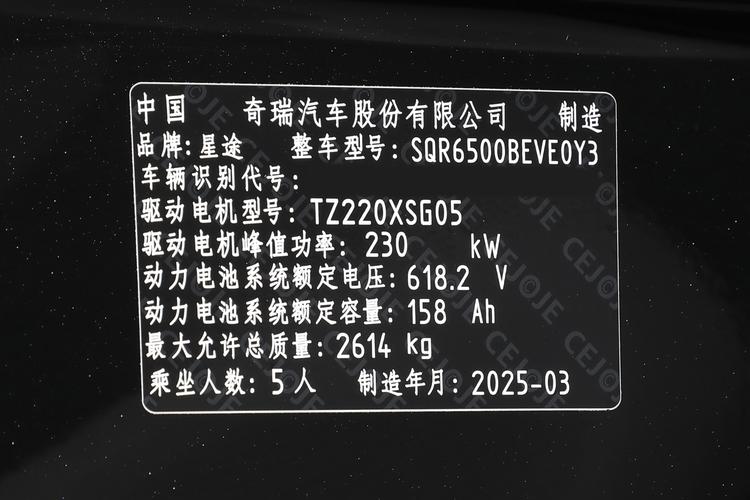 中国 奇瑞汽车股份有限公司 制造
品牌:星途 整车型号:SQR6500BEVE0Y3
车辆识别代号:
驱动电机型号:TZ220XSG05
驱动电机峰值功率: 230 kW
动力电池系统额定电压:618.2 V
动力电池系统额定容量:158 Ah
最大允许总质量:2614 kg
乘坐人数:5人 制造年月:2025-03